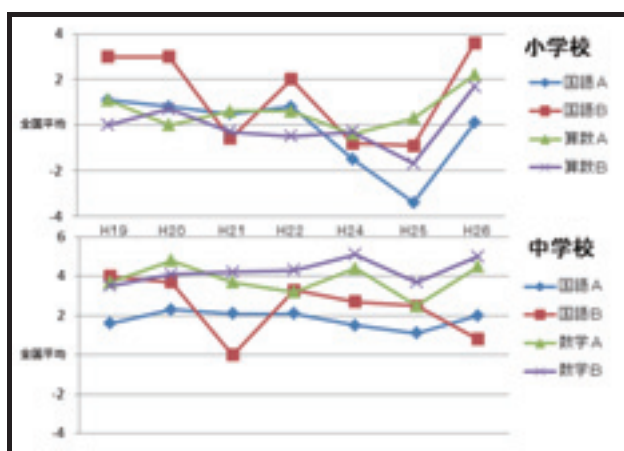 4
2
全国平均
-2
-4
小学校
国語A
国語B
算数A
算数B
H19 H20 H21 H22 H24 H25 H26
6
4
2
全国平均
-2
-4
中学校
国語A
国語B
数学A
数学B